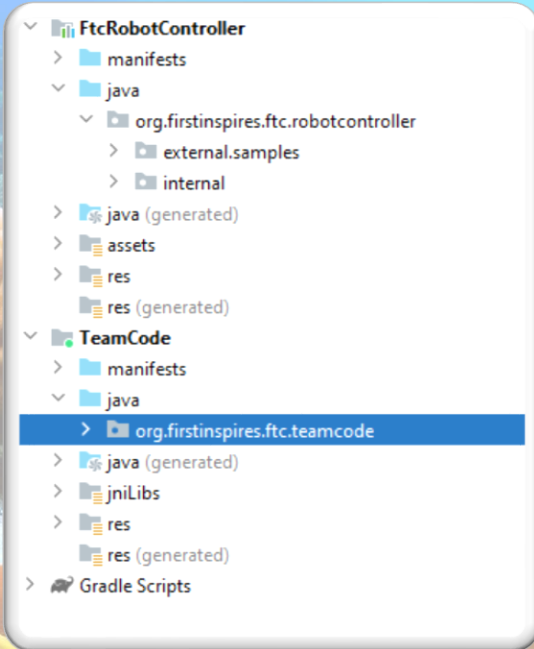 FtcRobotController
manifests
java
org.firstinspires.ftc.robotcontroller
external.samples
internal
java (generated)
assets
res
res (generated)
TeamCode
manifests
java
org.firstinspires.ftc.teamcode
java (generated)
jniLibs
res
res (generated)
Gradle Scripts